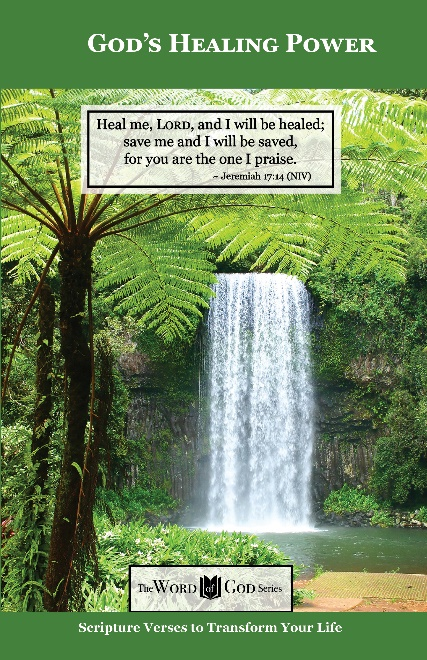 God's Healing Power
Heal me, LORD, and I will be healed;
save me and I will be saved,
for you are the one I praise.
~ Jeremiah 17:14 (NIV)
The WORD of GOD Series
Scripture Verses to Transform Your Life